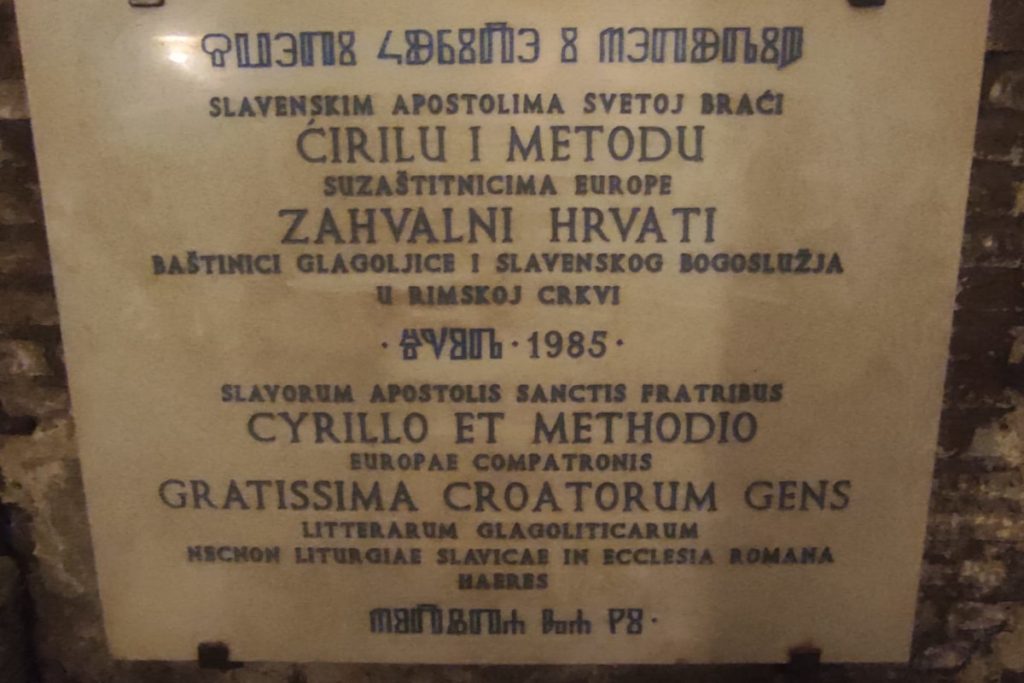 SLAVENSKIM APOSTOLIMA SVETOJ BRAĆI
ĆIRILU I METODU
SUZAŠTITNICIMA EUROPE
ZAHVALNI HRVATI
BAŠTINICI GLAGOLJICE I SLAVENSKOG BOGOSLUŽJA
U RIMSKOJ CRKVI
· 1985 ·
SLAVORUM APOSTOLIS SANCTIS FRATRIBUS
CYRILLO ET METHODIO
EUROPAE COMPATRONIS
GRATISSIMA CROATORUM GENS
LITTERARUM GLAGOLITICARUM
NECNON LITURGIAE SLAVICAE IN ECCLESIA ROMANA
HAERES